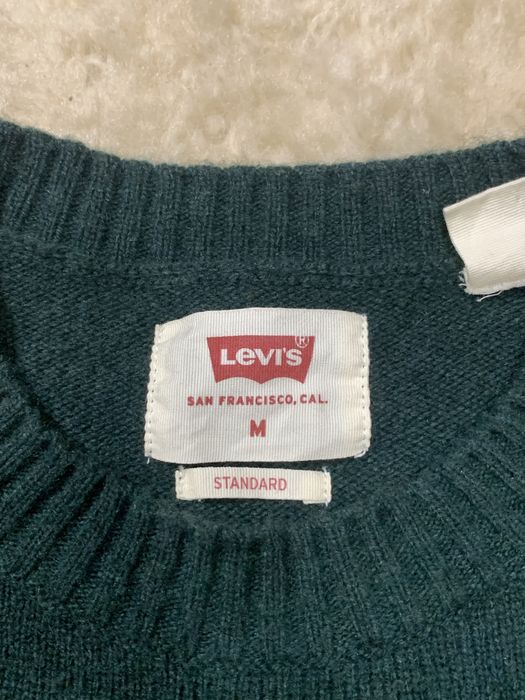 LEVI'S®
SAN FRANCISCO, CAL.
M
STANDARD